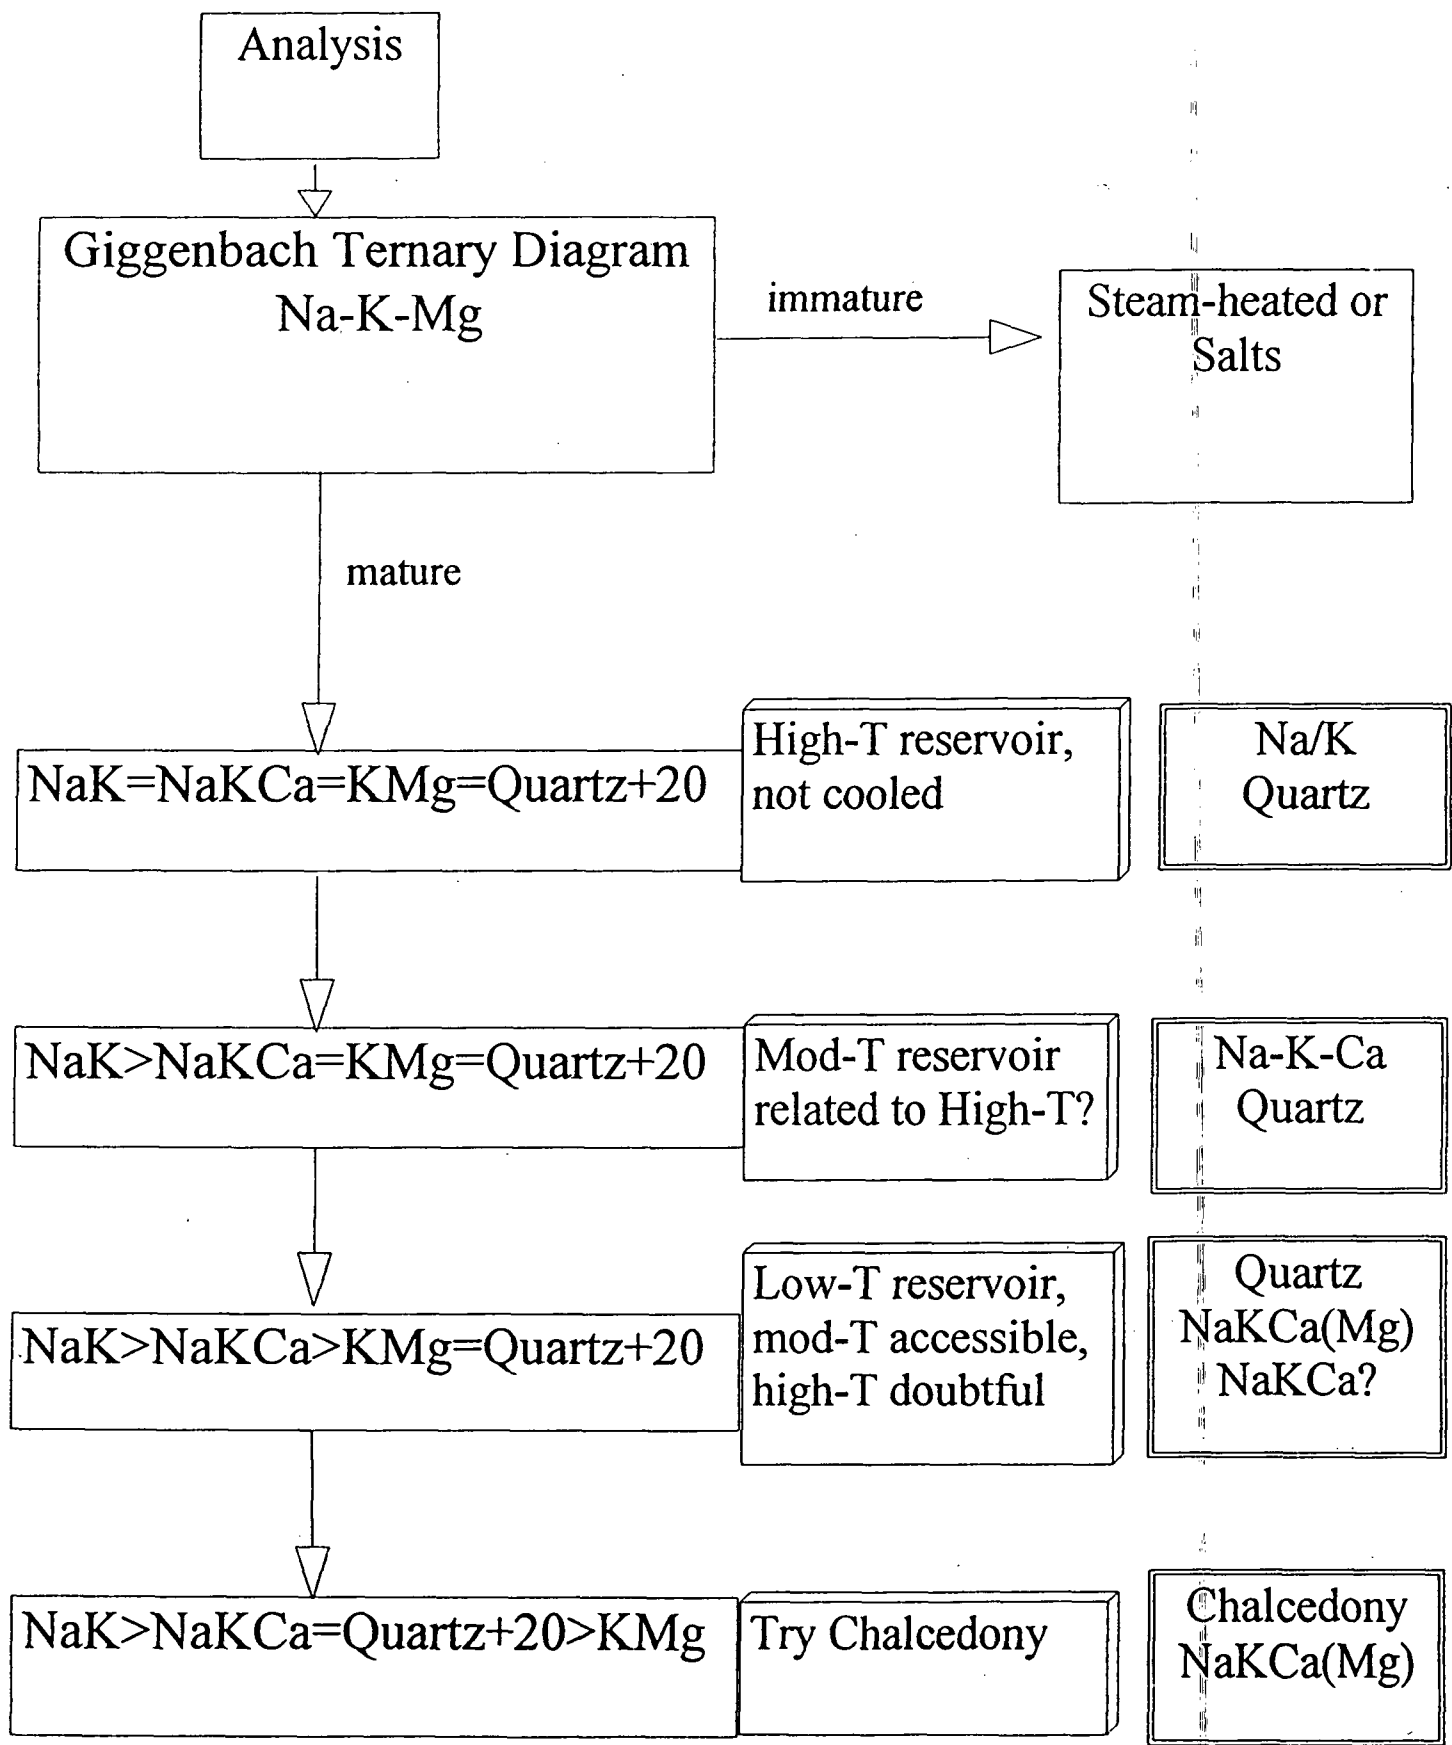 Analysis
Giggenbach Ternary Diagram
Na-K-Mg
immature
Steam-heated or
Salts
mature
NaK=NaKCa=KMg=Quartz+20
High-T reservoir,
not cooled
Na/K
Quartz
NaK>NaKCa=KMg=Quartz+20
Mod-T reservoir
related to High-T?
Na-K-Ca
Quartz
NaK>NaKCa>KMg=Quartz+20
Low-T reservoir,
mod-T accessible,
high-T doubtful
Quartz
NaKCa(Mg)
NaKCa?
NaK>NaKCa=Quartz+20>KMg
Try Chalcedony
Chalcedony
NaKCa(Mg)